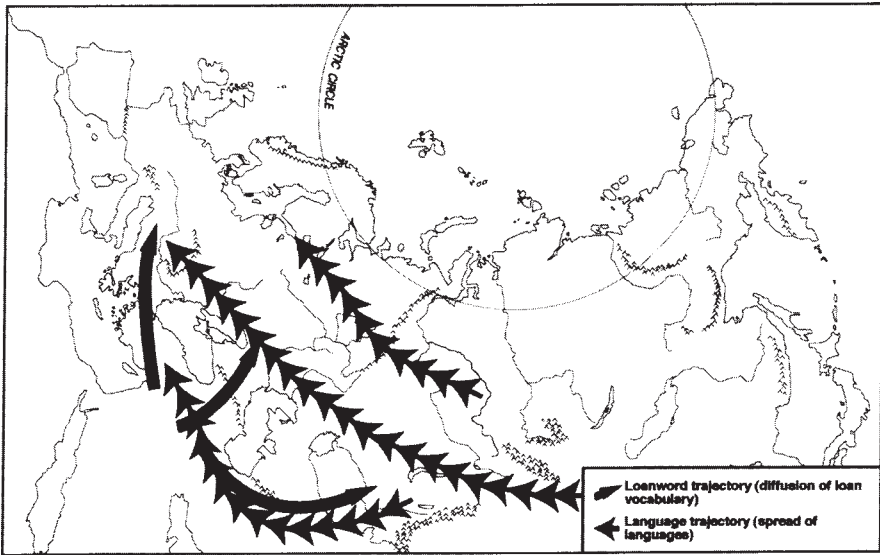 ARCTIC CIRCLE
Loanword trajectory (diffusion of loan
vocabulary)
Language trajectory (spread of
languages)